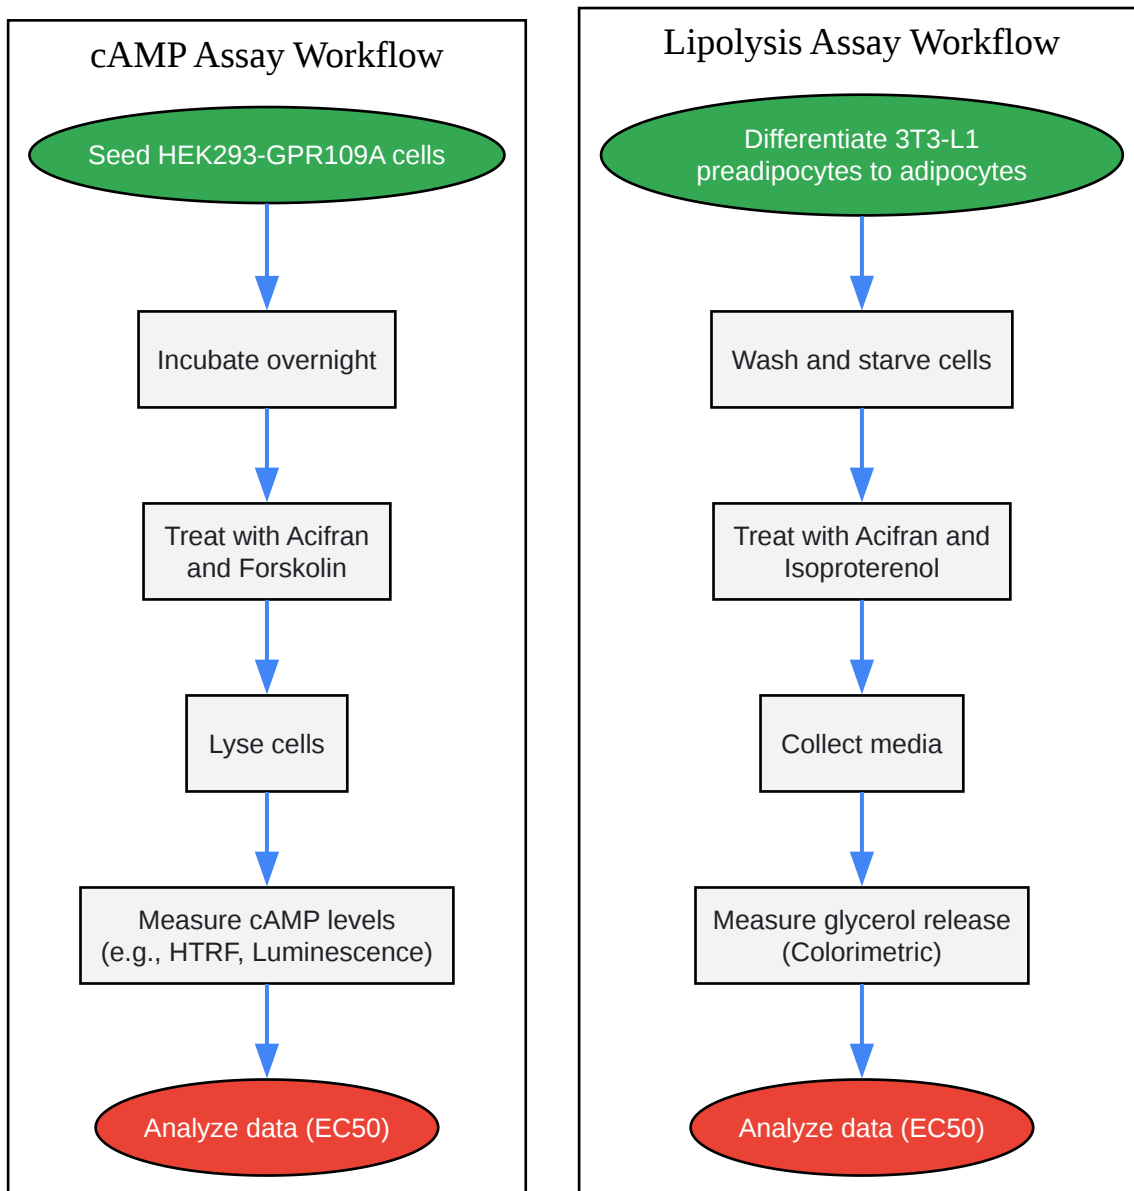 cAMP Assay Workflow
Seed HEK293-GPR109A cells
Incubate overnight
Treat with Acifran
and Forskolin
Lyse cells
Measure cAMP levels
(e.g., HTRF, Luminescence)
Analyze data (EC50)
Lipolysis Assay Workflow
Differentiate 3T3-L1
preadipocytes to adipocytes
Wash and starve cells
Treat with Acifran and
Isoproterenol
Collect media
Measure glycerol release
(Colorimetric)
Analyze data (EC50)